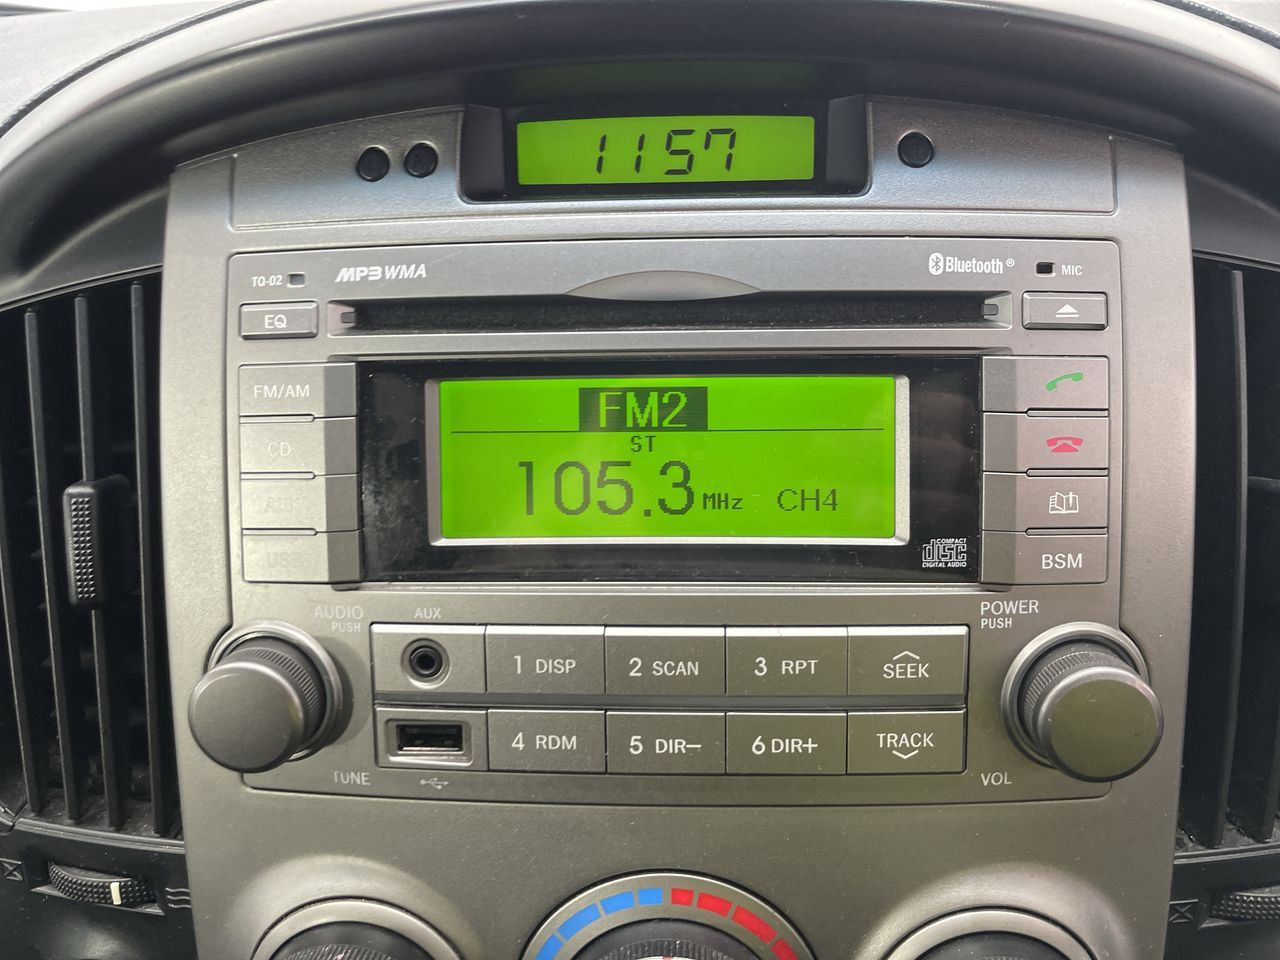 1157
TQ-02
MP3 WMA
Bluetooth®
MIC
EQ
FM/AM
CD
AUX
USB
FM2
ST
105.3 MHz CH4
COMPACT
disc
DIGITAL AUDIO
BSM
AUDIO
PUSH
AUX
POWER
PUSH
1 DISP
2 SCAN
3 RPT
SEEK
4 RDM
5 DIR−
6 DIR+
TRACK
TUNE
VOL